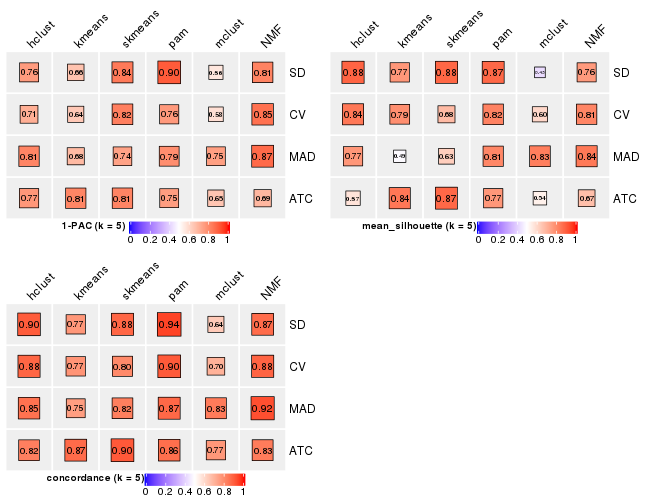 hclust kmeans skmeans pam mclust NMF
0.76 0.66 0.84 0.90 0.56 0.81 SD
0.71 0.64 0.82 0.76 0.58 0.85 CV
0.81 0.68 0.74 0.79 0.75 0.87 MAD
0.77 0.81 0.81 0.75 0.65 0.69 ATC
1-PAC (k = 5)
0 0.2 0.4 0.6 0.8 1
hclust kmeans skmeans pam mclust NMF
0.88 0.77 0.88 0.87 0.45 0.76 SD
0.84 0.79 0.68 0.82 0.60 0.81 CV
0.77 0.49 0.63 0.81 0.83 0.84 MAD
0.57 0.84 0.87 0.77 0.54 0.67 ATC
mean_silhouette (k = 5)
0 0.2 0.4 0.6 0.8 1
hclust kmeans skmeans pam mclust NMF
0.90 0.77 0.88 0.94 0.64 0.87 SD
0.88 0.77 0.80 0.90 0.70 0.88 CV
0.85 0.75 0.82 0.87 0.83 0.92 MAD
0.82 0.87 0.90 0.86 0.77 0.83 ATC
concordance (k = 5)
0 0.2 0.4 0.6 0.8 1